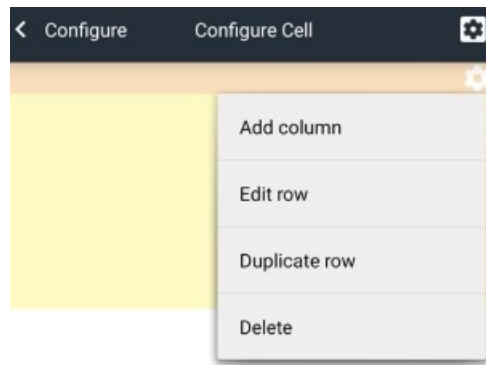 Configure Configure Cell
Add column
Edit row
Duplicate row
Delete